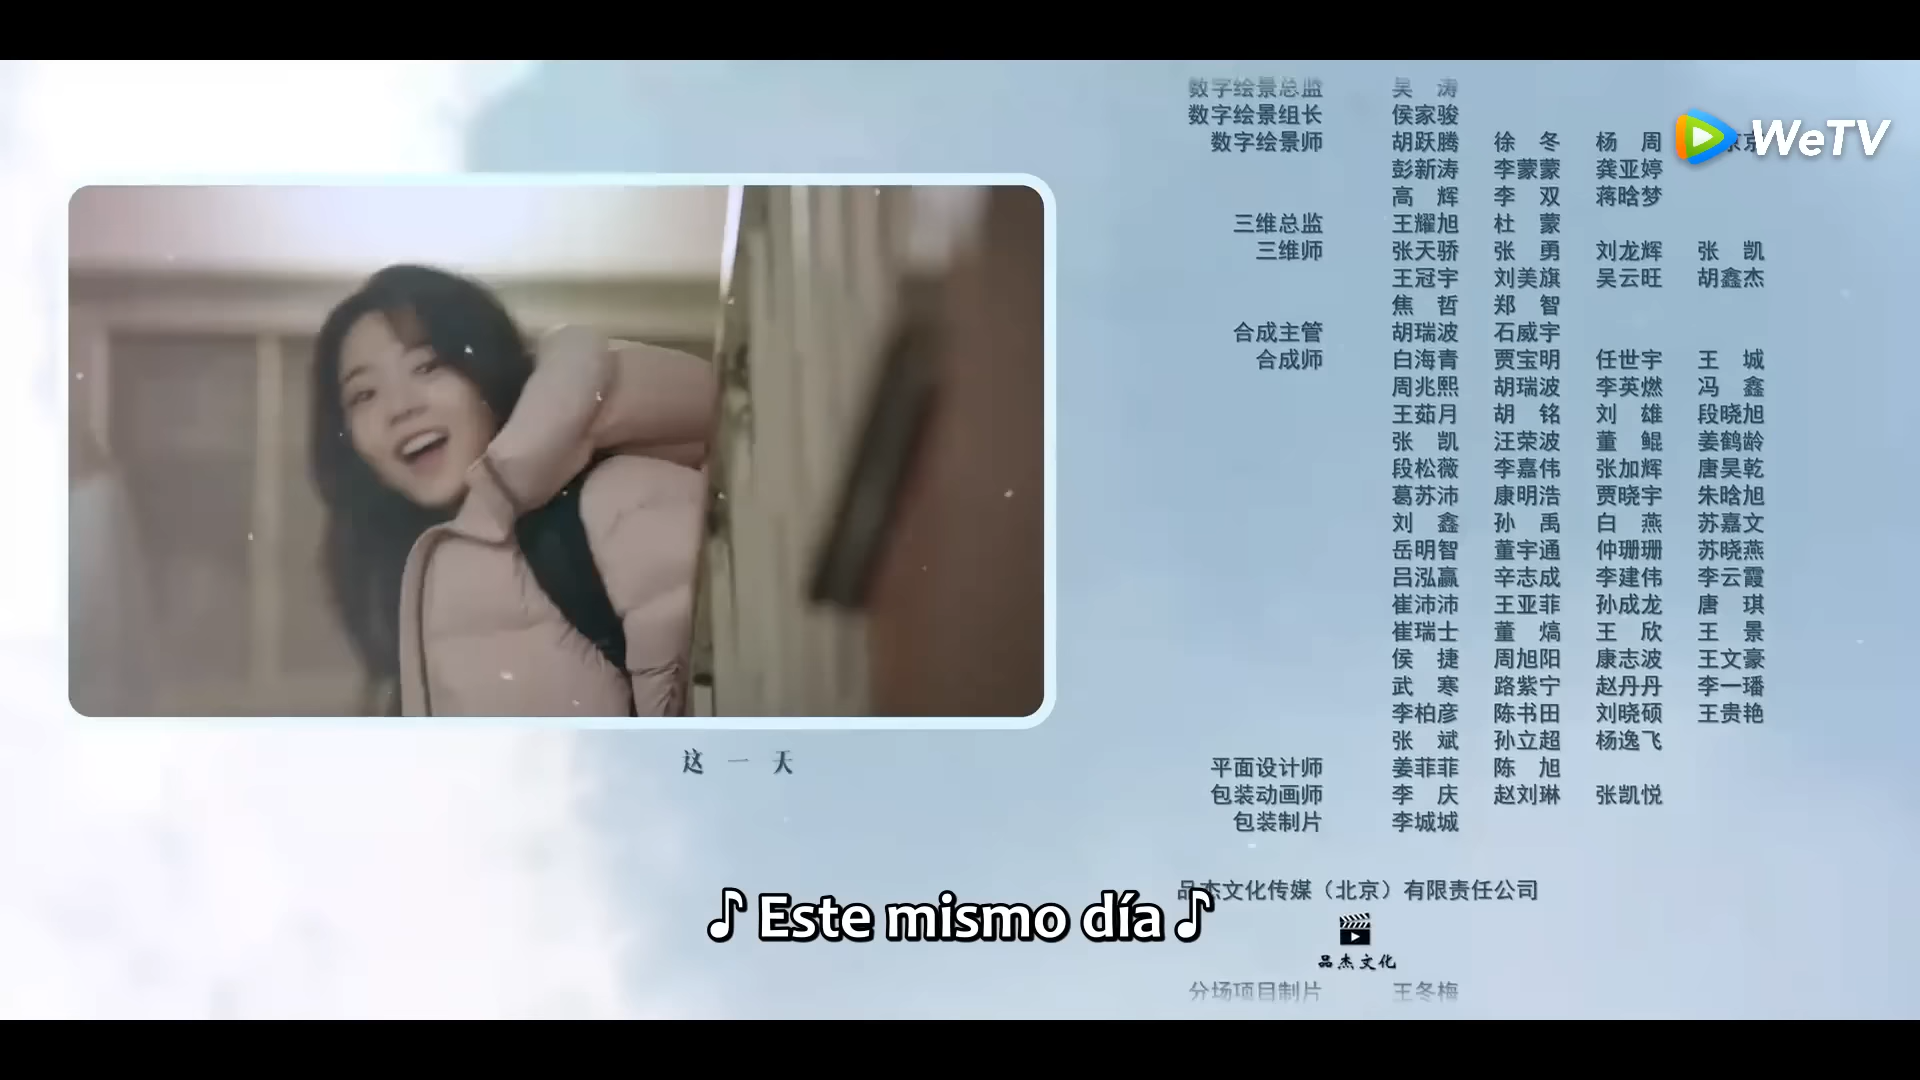 数字绘景总监 吴 涛
数字绘景组长 侯家骏
数字绘景师 胡跃腾 徐 冬 杨 周
WeTV
彭新涛 李蒙蒙 龚亚婷
高 辉 李 双 蒋晗梦
三维总监 王耀旭 杜 蒙
三维师 张天骄 张 勇 刘龙辉 张 凯
王冠宇 刘美旗 吴云旺 胡鑫杰
焦 哲 郑 智
合成主管 胡瑞波 石威宇
合成师 白海青 贾宝明 任世宇 王 城
周兆熙 胡瑞波 李英燃 冯 鑫
王茹月 胡 铭 刘 雄 段晓旭
张 凯 汪荣波 董 鲲 姜鹤龄
段松薇 李嘉伟 张加辉 唐昊乾
葛苏沛 康明浩 贾晓宇 朱晗旭
刘 鑫 孙 禹 白 燕 苏嘉文
岳明智 董宇通 仲珊珊 苏晓燕
吕泓赢 辛志成 李建伟 李云霞
崔沛沛 王亚菲 孙成龙 唐 琪
崔瑞士 董 熇 王 欣 王 景
侯 捷 周旭阳 康志波 王文豪
武 寒 路紫宁 赵丹丹 李一璠
李柏彦 陈书田 刘晓硕 王贵艳
张 斌 孙立超 杨逸飞
平面设计师 姜菲菲 陈 旭
包装动画师 李 庆 赵刘琳 张凯悦
包装制片 李城城
这 一 天
品杰文化传媒（北京）有限责任公司
♪ Este mismo día ♪
品杰文化
分场项目制片 王冬梅